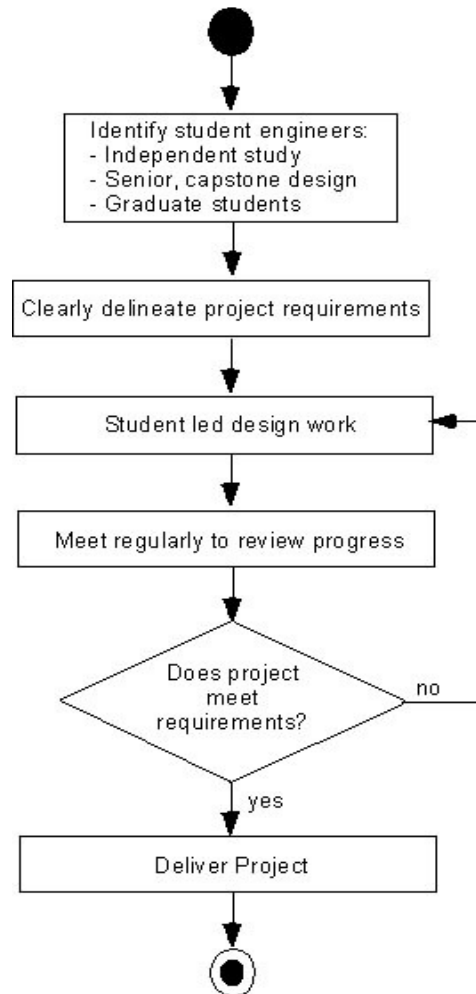 Identify student engineers:
- Independent study
- Senior, capstone design
- Graduate students
Clearly delineate project requirements
Student led design work
Meet regularly to review progress
Does project
meet
requirements?
no
yes
Deliver Project